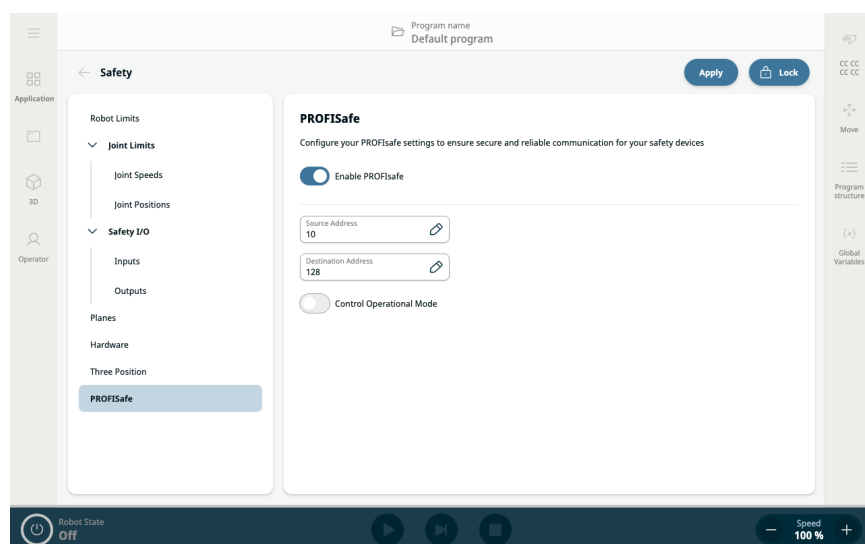 Program name
Default program
Safety
Apply
Lock
Application
3D
Operator
Robot Limits
Joint Limits
Joint Speeds
Joint Positions
Safety I/O
Inputs
Outputs
Planes
Hardware
Three Position
PROFISafe
PROFISafe
Configure your PROFIsafe settings to ensure secure and reliable communication for your safety devices
Enable PROFIsafe
Source Address
10
Destination Address
128
Control Operational Mode
CC CC
CC CC
Move
Program
structure
Global
Variables
Robot State
Off
Speed
100 %